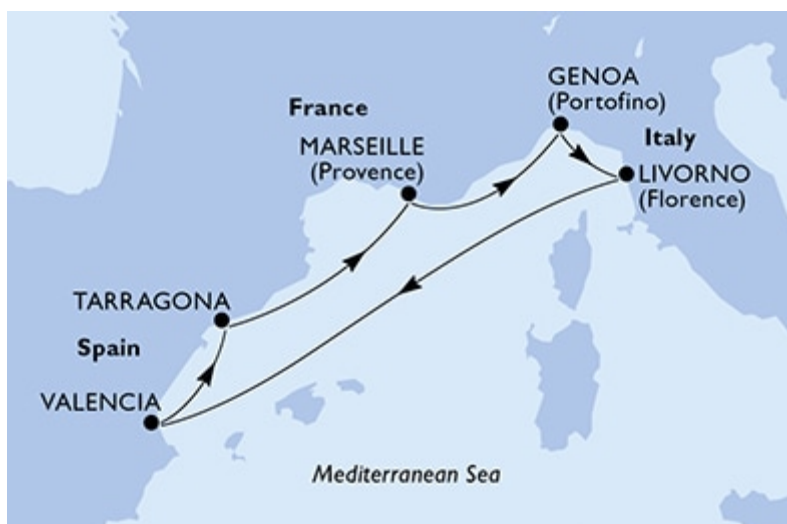 GENOA
(Portofino)
France
Italy
MARSEILLE
(Provence)
LIVORNO
(Florence)
TARRAGONA
Spain
VALENCIA
Mediterranean Sea